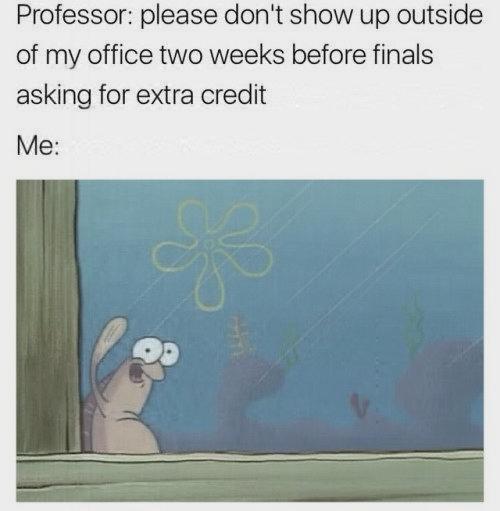 Professor: please don't show up outside
of my office two weeks before finals
asking for extra credit
Me: